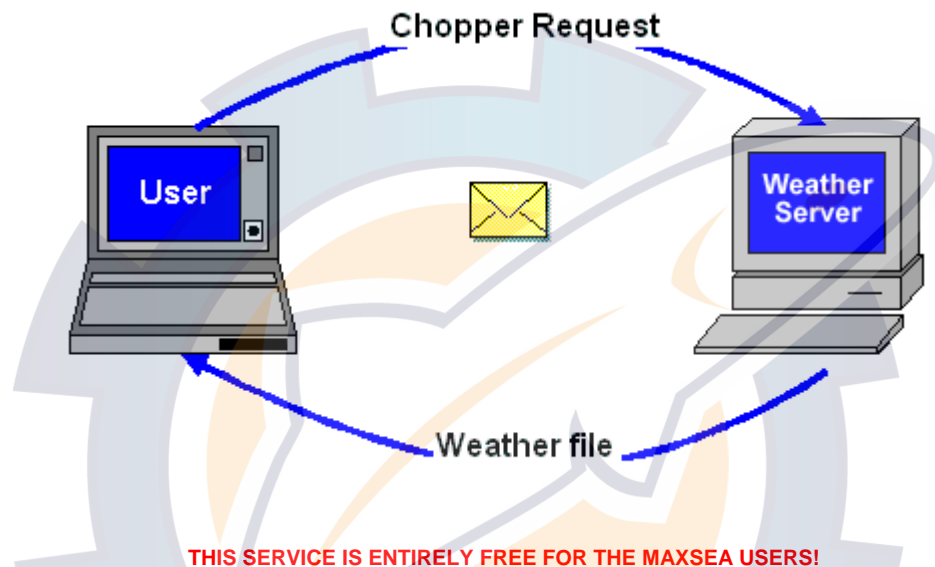 Chopper Request
User
Weather
Server
Weather file
THIS SERVICE IS ENTIRELY FREE FOR THE MAXSEA USERS!